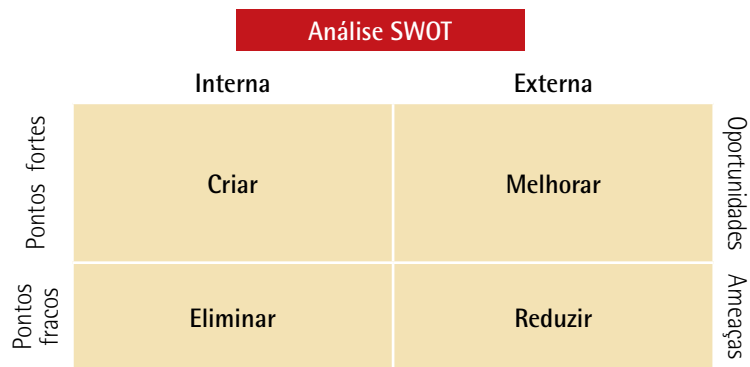 Análise SWOT
Interna
Externa
Pontos fortes
Criar
Melhorar
Oportunidades
Pontos
fracos
Eliminar
Reduzir
Ameaças